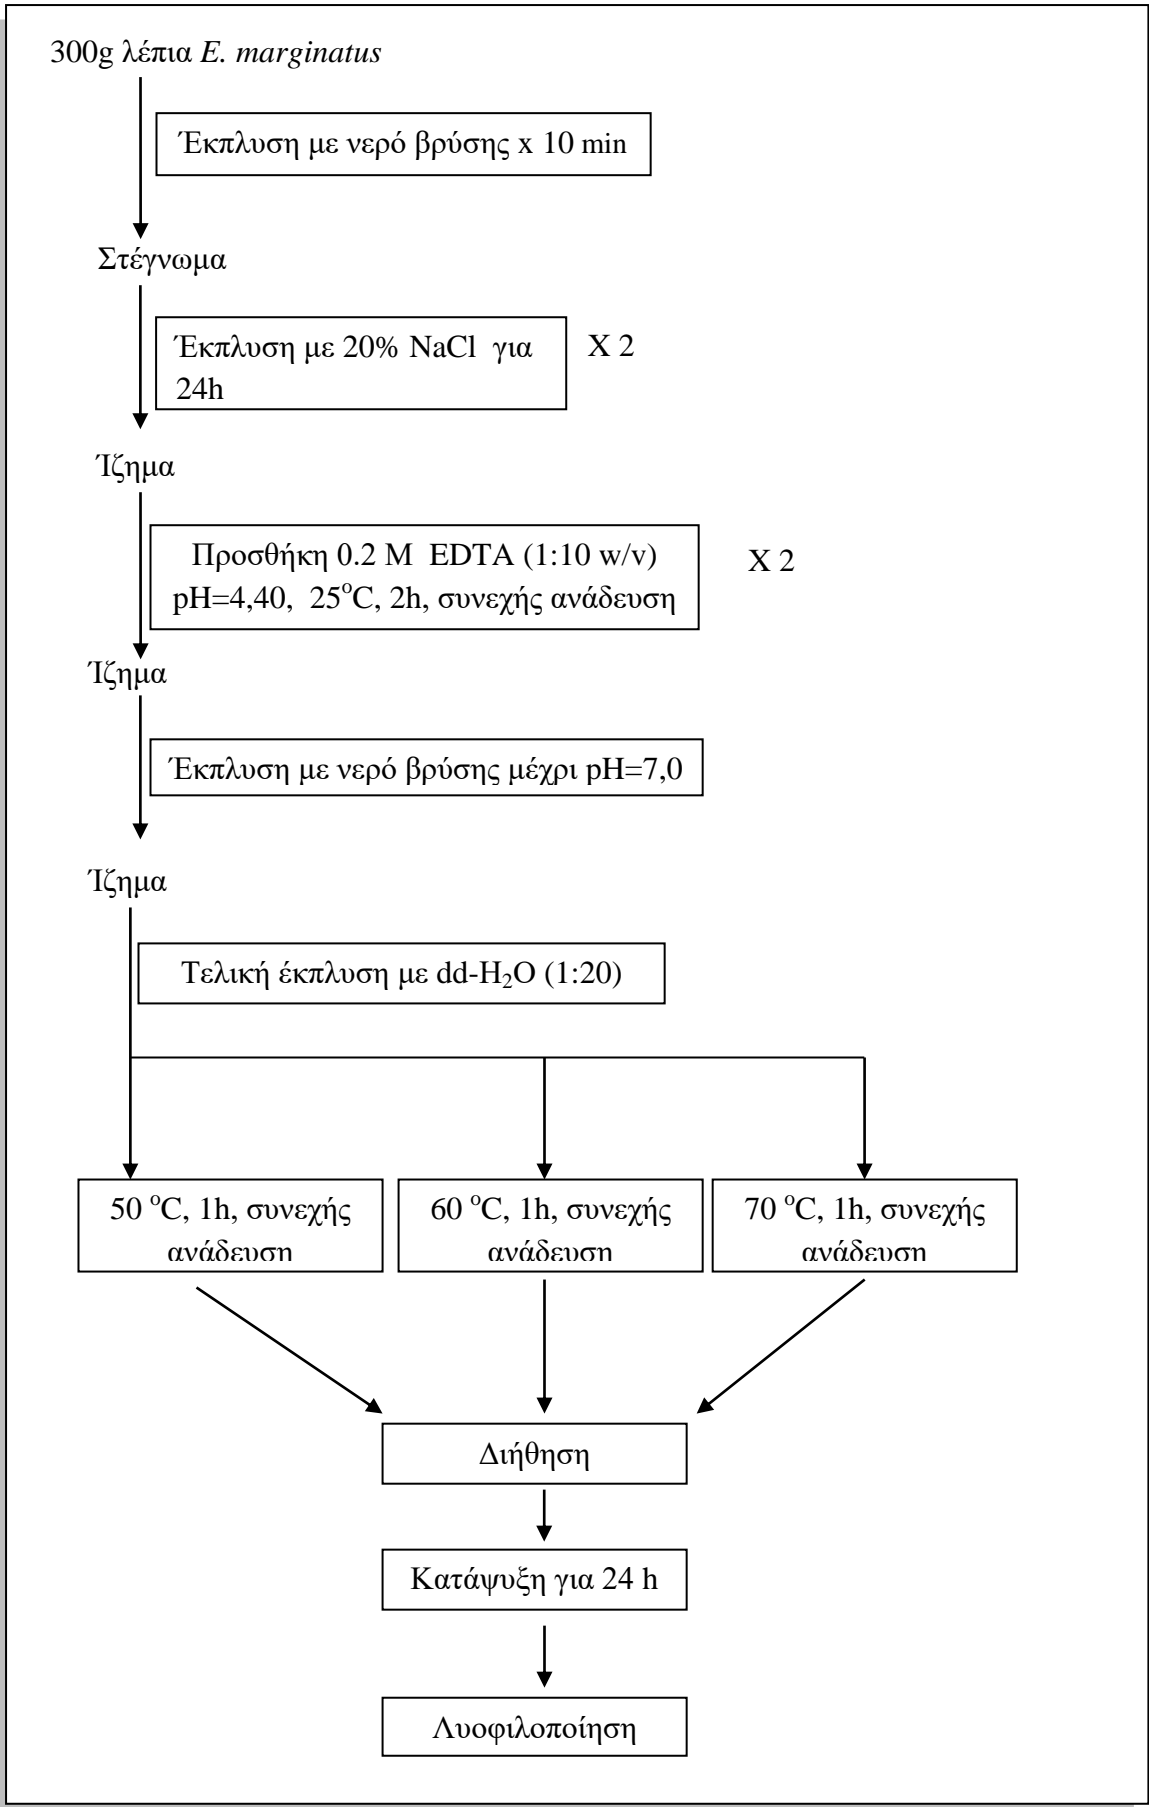 300g λέπια E. marginatus
Έκπλυση με νερό βρύσης x 10 min
Στέγνωμα
Έκπλυση με 20% NaCl για
24h
X 2
Ίζημα
Προσθήκη 0.2 M EDTA (1:10 w/v)
pH=4,40, 25°C, 2h, συνεχής ανάδευση
X 2
Ίζημα
Έκπλυση με νερό βρύσης μέχρι pH=7,0
Ίζημα
Τελική έκπλυση με dd-H₂O (1:20)
50 °C, 1h, συνεχής
ανάδευση
60 °C, 1h, συνεχής
ανάδευση
70 °C, 1h, συνεχής
ανάδευση
Διήθηση
Κατάψυξη για 24 h
Λυοφιλοποίηση